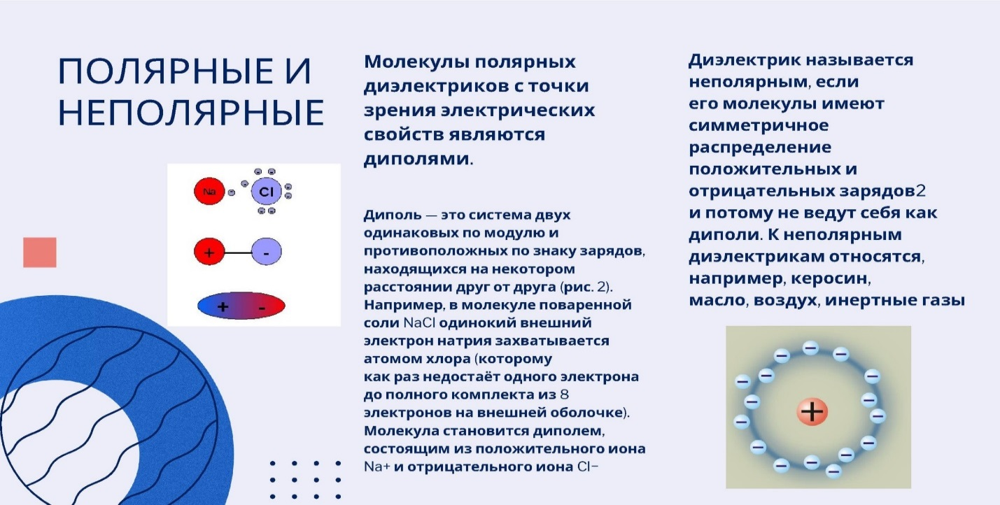 ПОЛЯРНЫЕ И
НЕПОЛЯРНЫЕ
Na
Cl
+
-
+
-
Молекулы полярных
диэлектриков с точки
зрения электрических
свойств являются
диполями.
Диполь — это система двух
одинаковых по модулю и
противоположных по знаку зарядов,
находящихся на некотором
расстоянии друг от друга (рис. 2).
Например, в молекуле поваренной
соли NaCl одинокий внешний
электрон натрия захватывается
атомом хлора (которому
как раз недостаёт одного электрона
до полного комплекта из 8
электронов на внешней оболочке).
Молекула становится диполем,
состоящим из положительного иона
Na+ и отрицательного иона Cl−
Диэлектрик называется
неполярным, если
его молекулы имеют
симметричное
распределение
положительных и
отрицательных зарядов2
и потому не ведут себя как
диполи. К неполярным
диэлектрикам относятся,
например, керосин,
масло, воздух, инертные газы
+